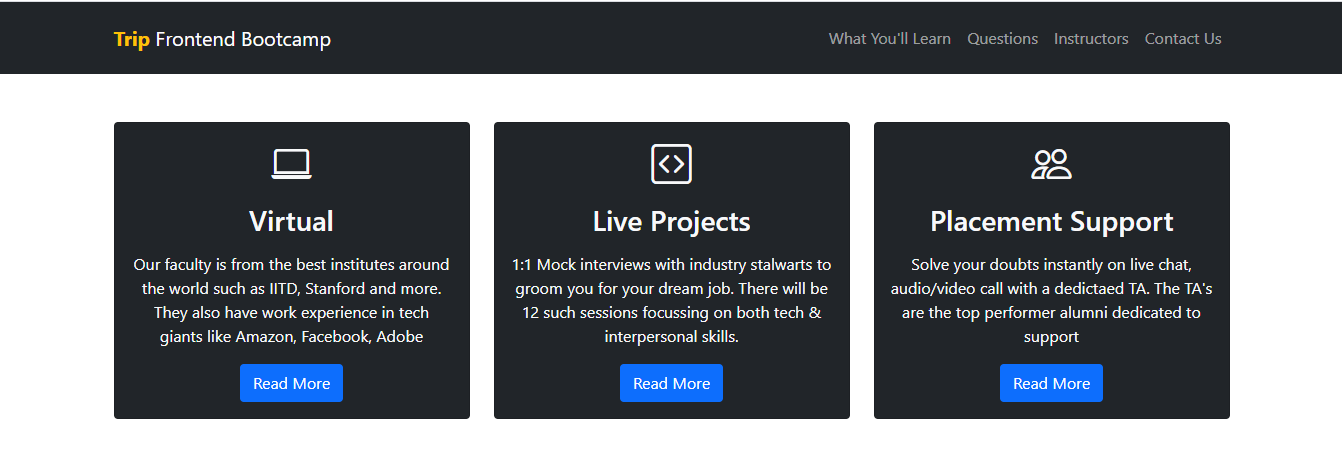 Trip Frontend Bootcamp
What You'll Learn Questions Instructors Contact Us
Virtual
Our faculty is from the best institutes around
the world such as IITD, Stanford and more.
They also have work experience in tech
giants like Amazon, Facebook, Adobe
Read More
Live Projects
1:1 Mock interviews with industry stalwarts to
groom you for your dream job. There will be
12 such sessions focussing on both tech &
interpersonal skills.
Read More
Placement Support
Solve your doubts instantly on live chat,
audio/video call with a dedictaed TA. The TA's
are the top performer alumni dedicated to
support
Read More